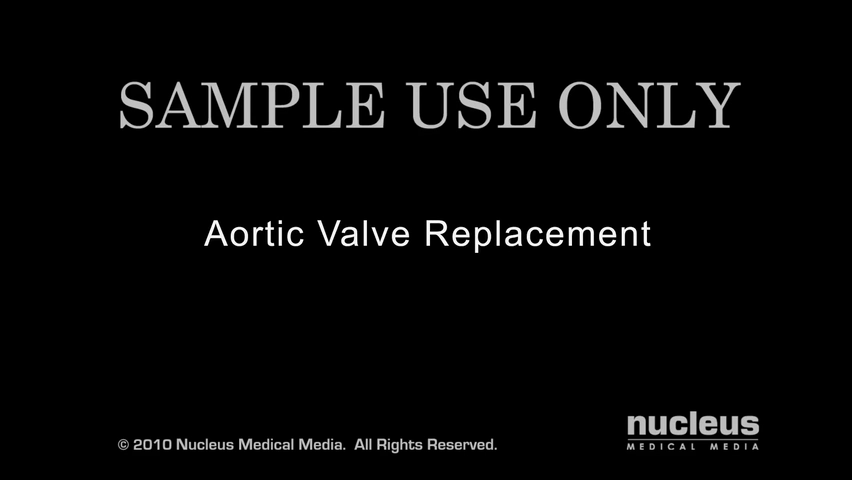 SAMPLE USE ONLY
Aortic Valve Replacement
nucleus
MEDICAL MEDIA
© 2010 Nucleus Medical Media. All Rights Reserved.